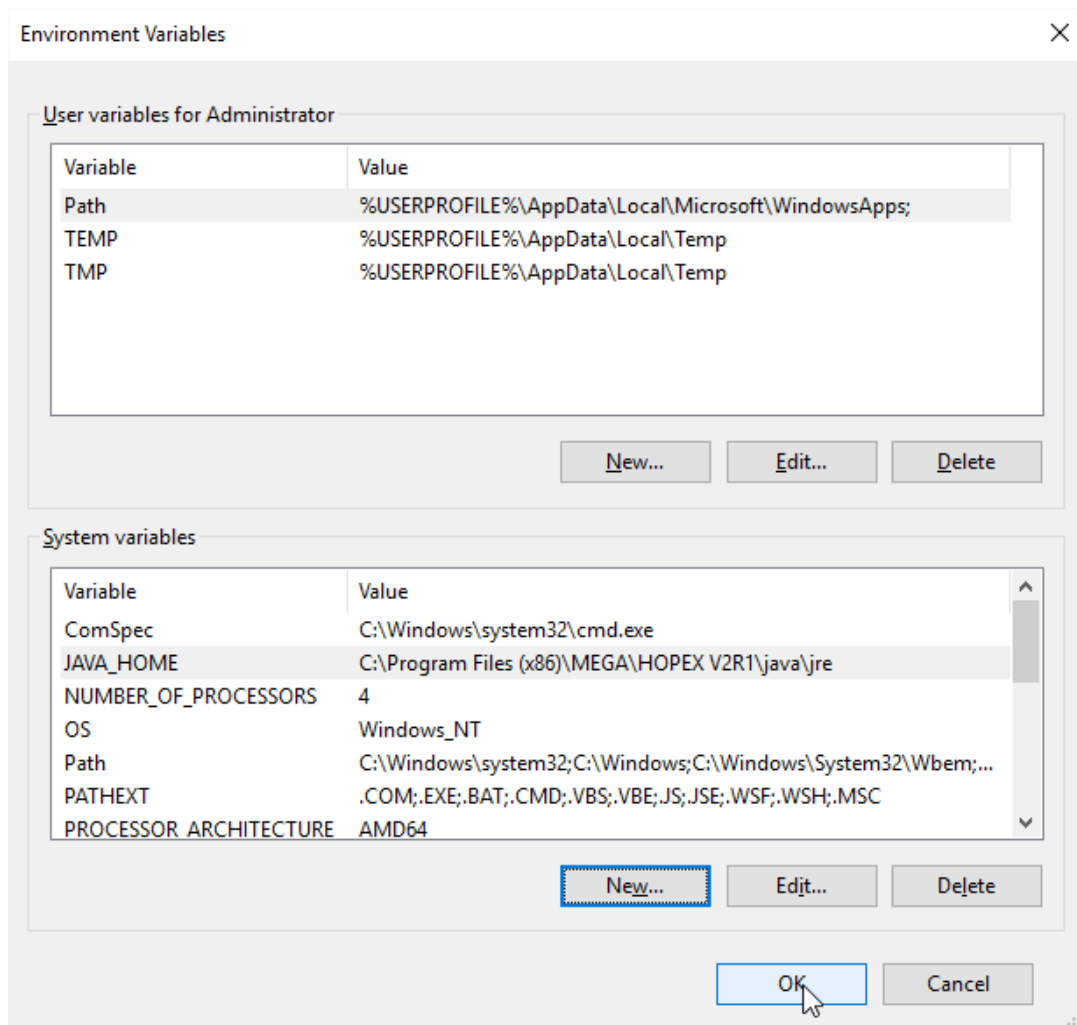 Environment Variables
User variables for Administrator
Variable Value
Path %USERPROFILE%\AppData\Local\Microsoft\WindowsApps;
TEMP %USERPROFILE%\AppData\Local\Temp
TMP %USERPROFILE%\AppData\Local\Temp
New... Edit... Delete
System variables
Variable Value
ComSpec C:\Windows\system32\cmd.exe
JAVA_HOME C:\Program Files (x86)\MEGA\HOPEX V2R1\java\jre
NUMBER_OF_PROCESSORS 4
OS Windows_NT
Path C:\Windows\system32;C:\Windows;C:\Windows\System32\Wbem;...
PATHEXT .COM;.EXE;.BAT;.CMD;.VBS;.VBE;.JS;.JSE;.WSF;.WSH;.MSC
PROCESSOR_ARCHITECTURE AMD64
New... Edit... Delete
OK Cancel